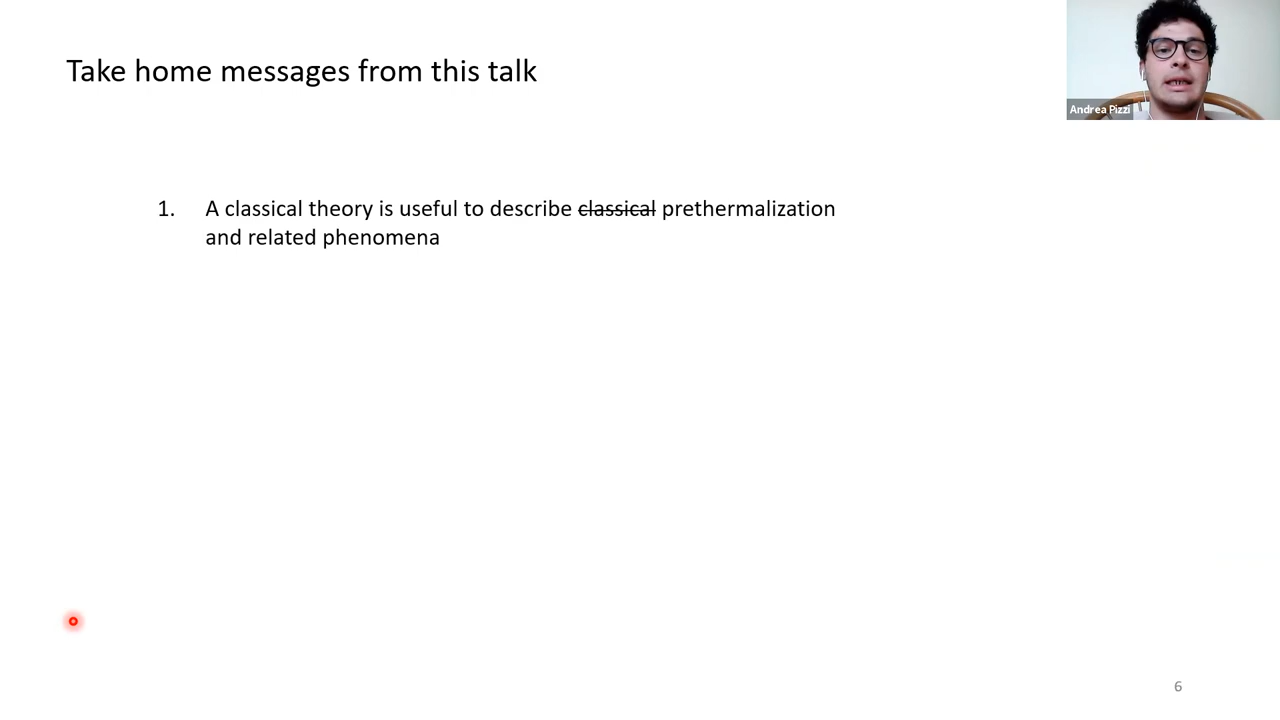 Take home messages from this talk
Andrea Pizzi
1. A classical theory is useful to describe classical prethermalization
and related phenomena
6